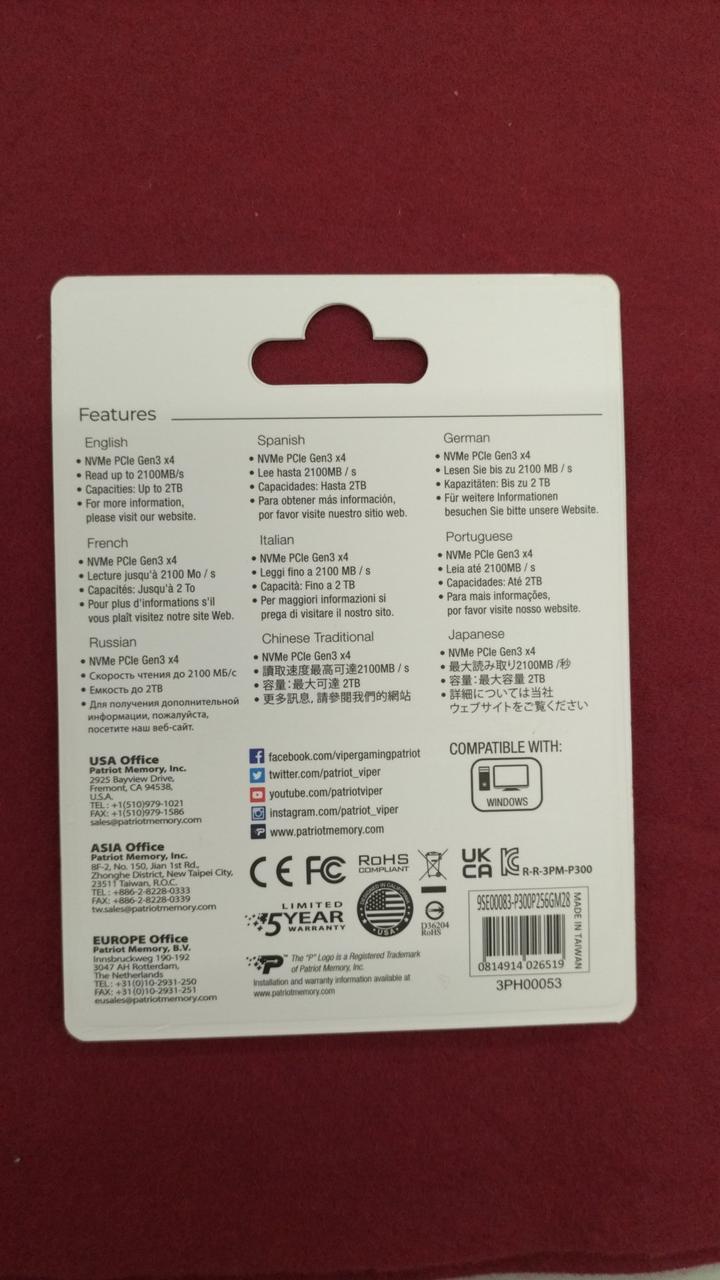 Features
English
• NVMe PCIe Gen3 x4
• Read up to 2100MB/s
• Capacities: Up to 2TB
• For more information,
please visit our website.
Spanish
• NVMe PCIe Gen3 x4
• Lee hasta 2100MB / s
• Capacidades: Hasta 2TB
• Para obtener más información,
por favor visite nuestro sitio web.
German
• NVMe PCIe Gen3 x4
• Lesen Sie bis zu 2100 MB / s
• Kapazitäten: Bis zu 2 TB
• Für weitere Informationen
besuchen Sie bitte unsere Website.
French
• NVMe PCIe Gen3 x4
• Lecture jusqu'à 2100 Mo / s
• Capacités: Jusqu'à 2 To
• Pour plus d'informations s'il
vous plaît visitez notre site Web.
Italian
• NVMe PCIe Gen3 x4
• Leggi fino a 2100 MB / s
• Capacità: Fino a 2 TB
• Per maggiori informazioni si
prega di visitare il nostro sito.
Portuguese
• NVMe PCIe Gen3 x4
• Leia até 2100MB / s
• Capacidades: Até 2TB
• Para mais informações,
por favor visite nosso website.
Russian
• NVMe PCIe Gen3 x4
• Скорость чтения до 2100 МБ/с
• Емкость до 2TB
• Для получения дополнительной
информации, пожалуйста,
посетите наш веб-сайт.
Chinese Traditional
• NVMe PCIe Gen3 x4
• 讀取速度最高可達2100MB / s
• 容量：最大可達 2TB
• 更多訊息, 請參閱我們的網站
Japanese
• NVMe PCIe Gen3 x4
• 最大読み取り2100MB /秒
• 容量：最大容量 2TB
• 詳細については当社
ウェブサイトをご覧ください
USA Office
Patriot Memory, Inc.
2925 Bayview Drive,
Fremont, CA 94538,
U.S.A.
TEL : +1(510)979-1021
FAX: +1(510)979-1586
sales@patriotmemory.com
ASIA Office
Patriot Memory, Inc.
8F-2, No. 150, Jian 1st Rd.,
Zhonghe District, New Taipei City,
23511 Taiwan, R.O.C.
TEL : +886-2-8228-0333
FAX: +886-2-8228-0339
tw.sales@patriotmemory.com
EUROPE Office
Patriot Memory, B.V.
Innsbruckweg 190-192
3047 AH Rotterdam,
The Netherlands
TEL : +31(0)10-2931-250
FAX: +31(0)10-2931-251
eusales@patriotmemory.com
facebook.com/vipergamingpatriot
twitter.com/patriot_viper
youtube.com/patriotviper
instagram.com/patriot_viper
www.patriotmemory.com
COMPATIBLE WITH:
WINDOWS
CE FC RoHS
COMPLIANT
UK
CA
R-R-3PM-P300
LIMITED
5 YEAR
WARRANTY
DESIGNED IN CALIFORNIA
USA
D36204
RoHS
The "P" Logo is a Registered Trademark
of Patriot Memory, Inc.
Installation and warranty information available at
www.patriotmemory.com
9SE00083-P300P256GM28
MADE IN TAIWAN
0814914 026519
3PH00053